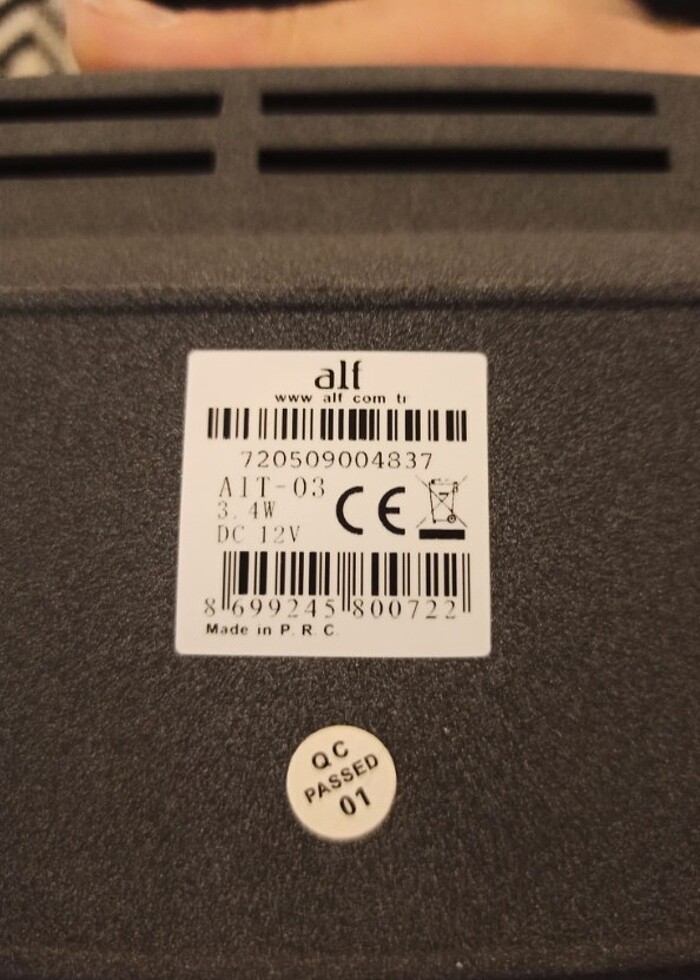 alf
www alf com tr
720509004837
AIT-03
3.4W
DC 12V
8 699245 800722
Made in P. R. C.
QC
PASSED
01